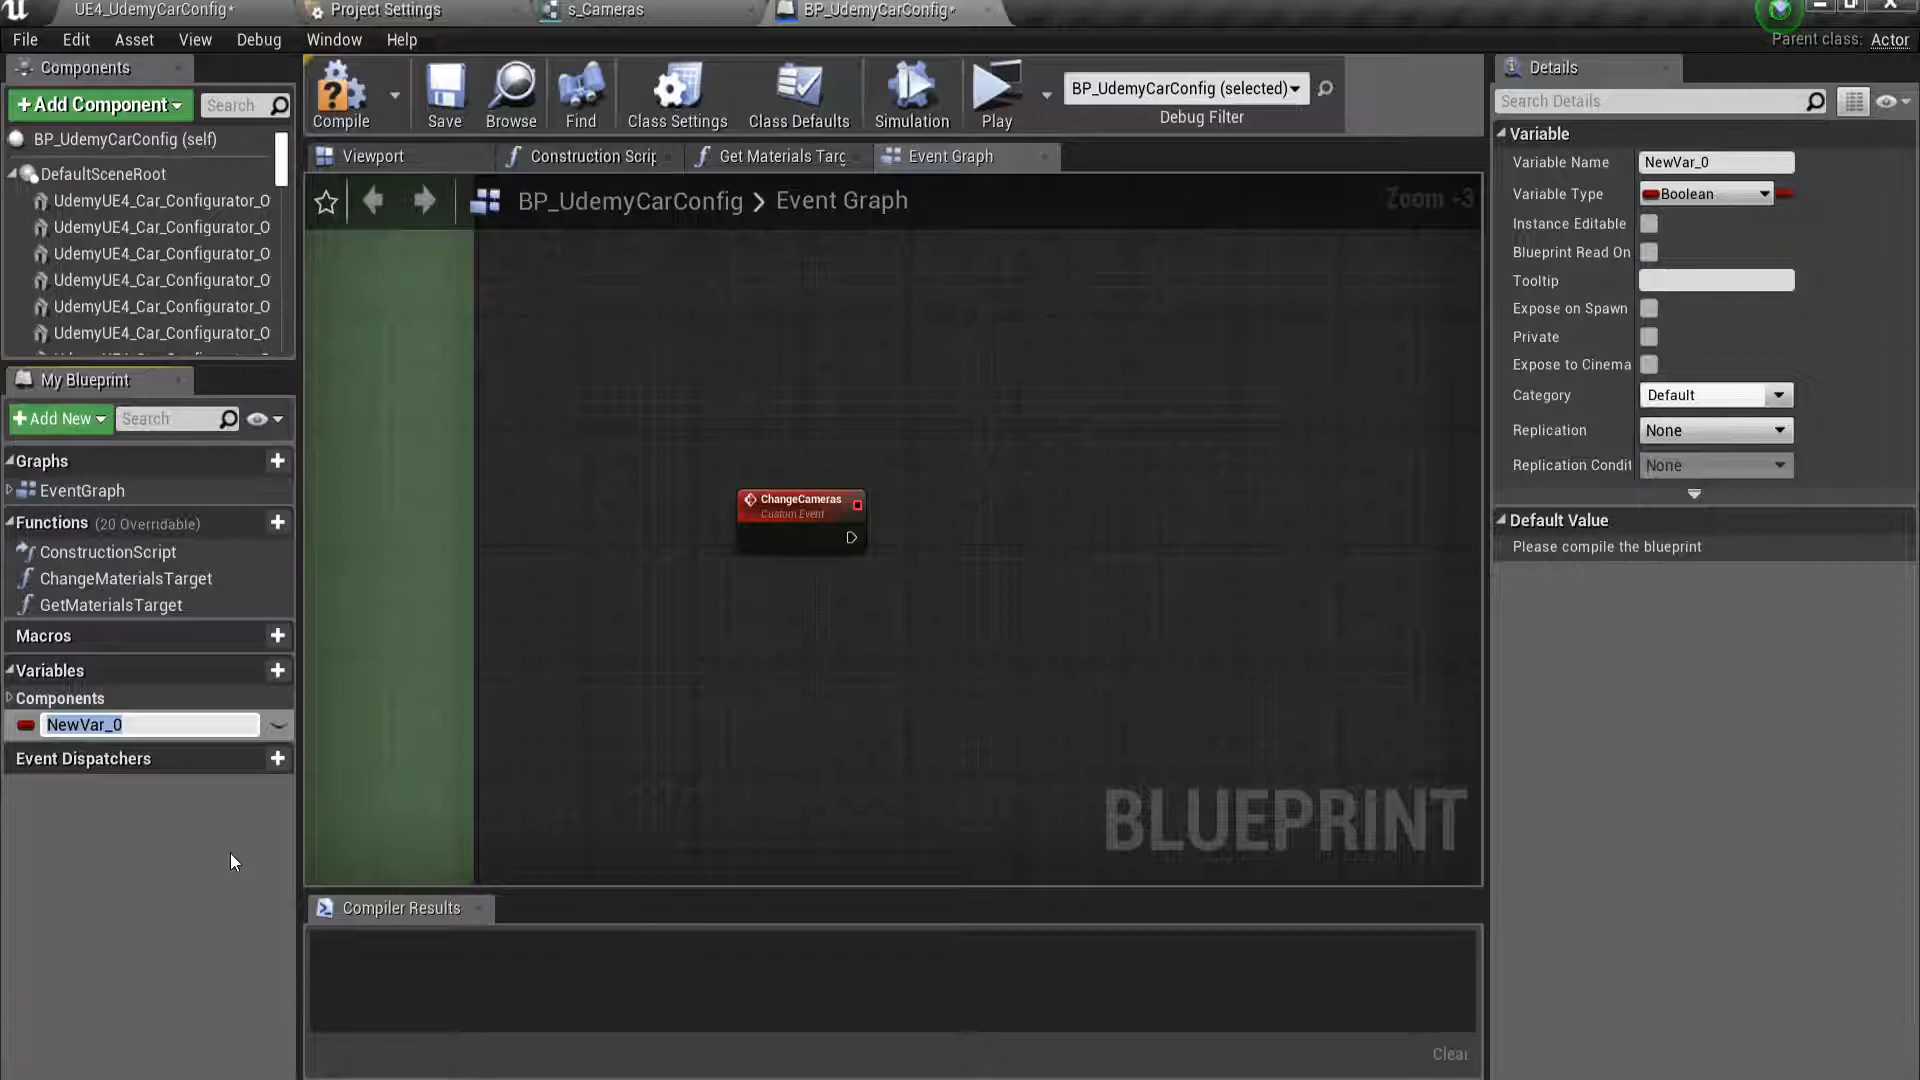 UE4_UdemyCarConfig*
Project Settings
s_Cameras
BP_UdemyCarConfig*
File
Edit
Asset
View
Debug
Window
Help
Parent class: Actor
Components
+Add Component
Search
BP_UdemyCarConfig (self)
DefaultSceneRoot
UdemyUE4_Car_Configurator_O
UdemyUE4_Car_Configurator_O
UdemyUE4_Car_Configurator_O
UdemyUE4_Car_Configurator_O
UdemyUE4_Car_Configurator_O
UdemyUE4_Car_Configurator_O
My Blueprint
+Add New
Search
Graphs
EventGraph
Functions (20 Overridable)
ConstructionScript
ChangeMaterialsTarget
GetMaterialsTarget
Macros
Variables
Components
NewVar_0
Event Dispatchers
Compile
Save
Browse
Find
Class Settings
Class Defaults
Simulation
Play
BP_UdemyCarConfig (selected)
Debug Filter
Viewport
Construction Scrip
Get Materials Targ
Event Graph
BP_UdemyCarConfig > Event Graph
Zoom +3
ChangeCameras
Custom Event
BLUEPRINT
Compiler Results
Clear
Details
Search Details
Variable
Variable Name
NewVar_0
Variable Type
Boolean
Instance Editable
Blueprint Read On
Tooltip
Expose on Spawn
Private
Expose to Cinema
Category
Default
Replication
None
Replication Condit
None
Default Value
Please compile the blueprint